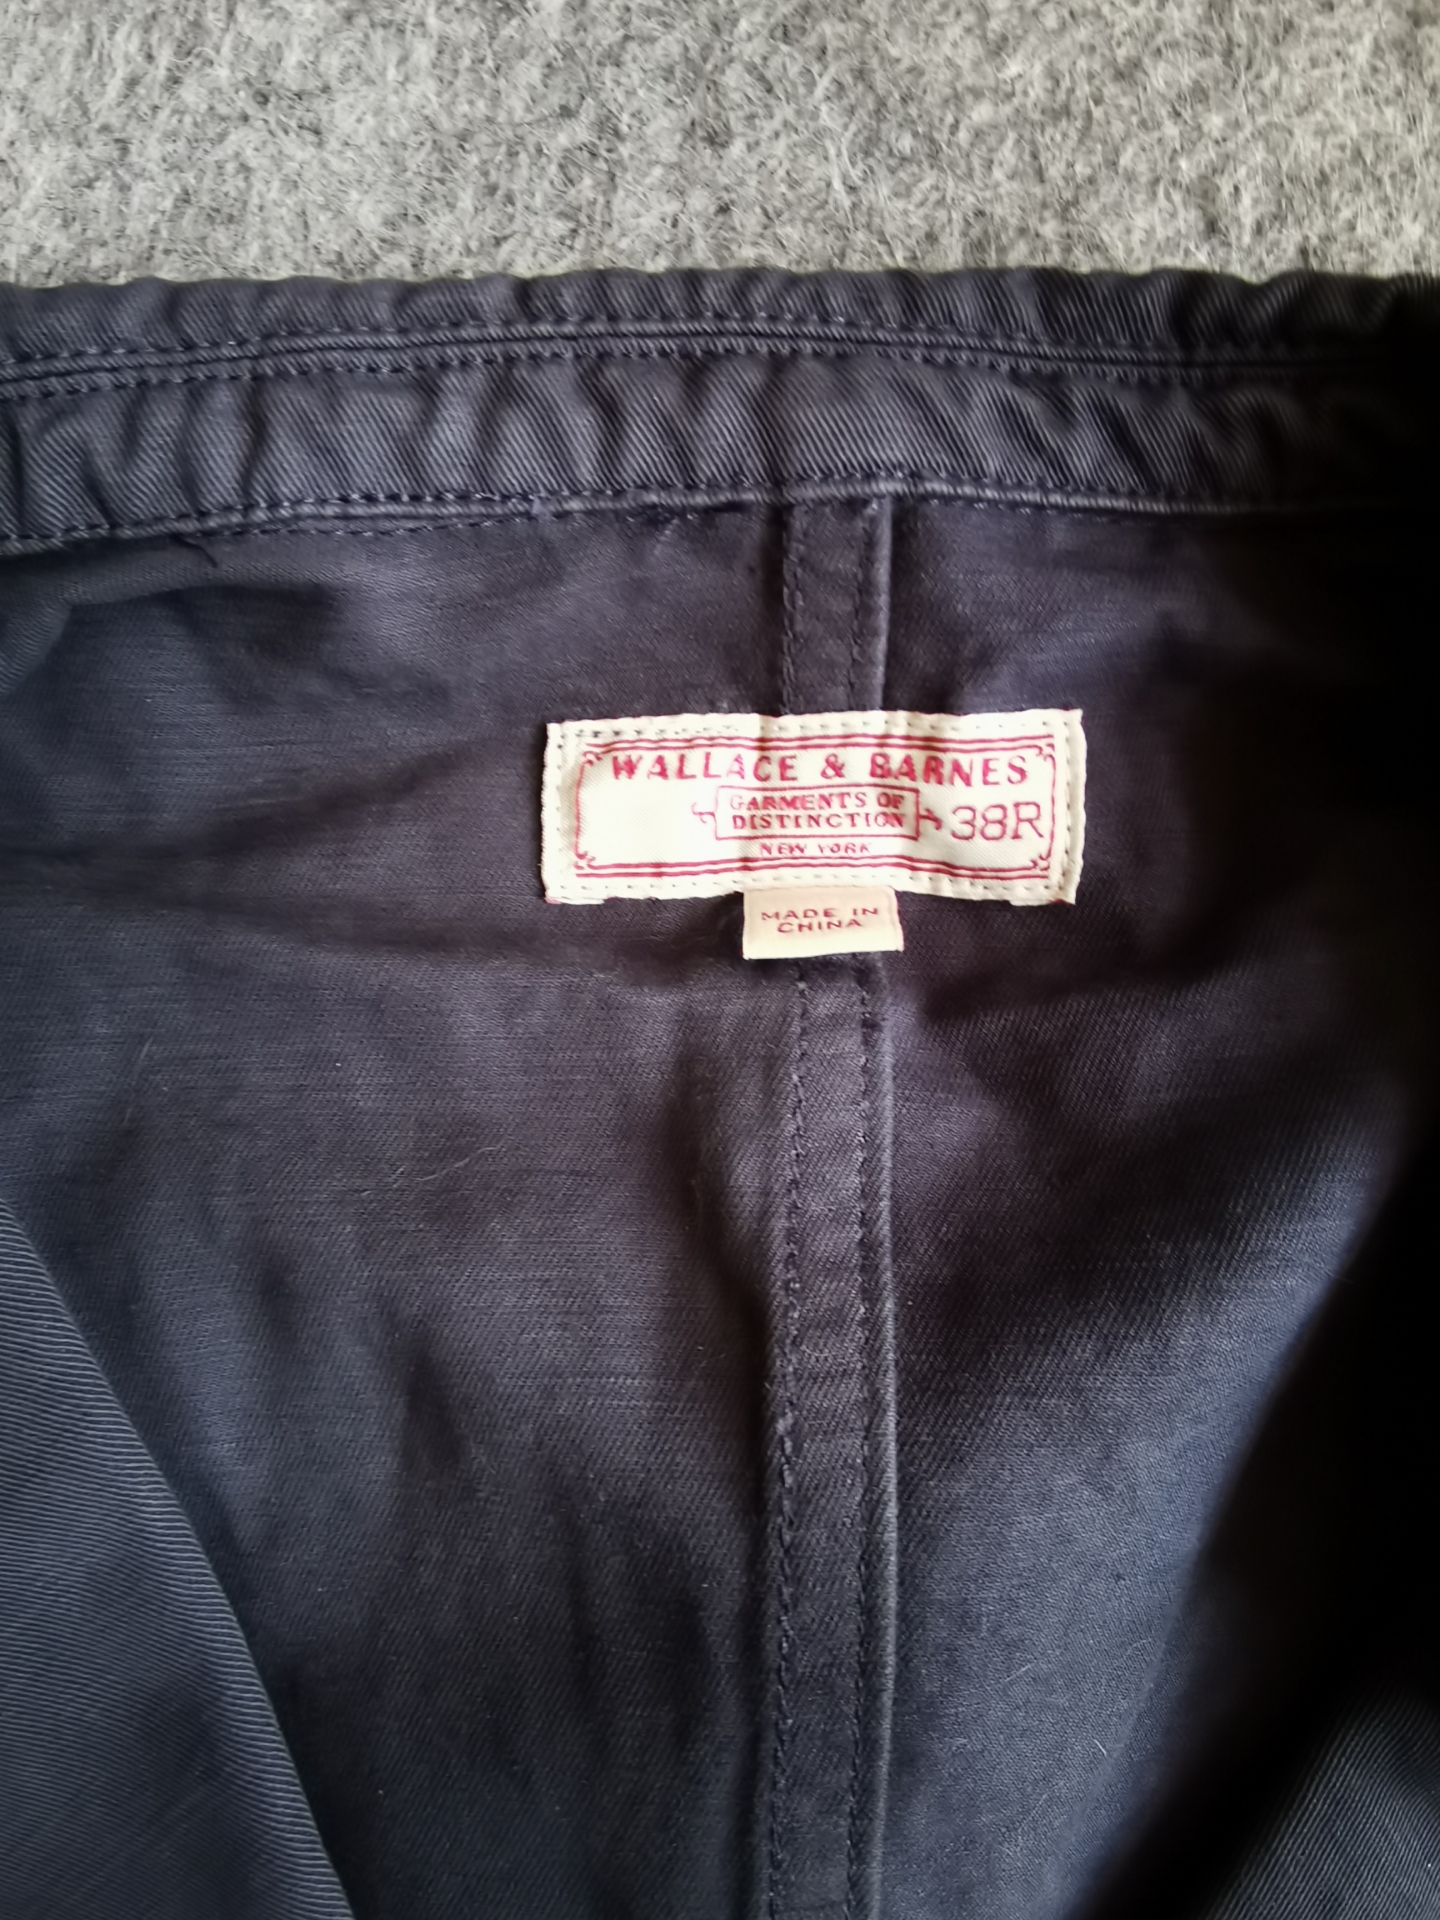 WALLACE & BARNES
GARMENTS OF
DISTINCTION
38R
NEW YORK
MADE IN
CHINA